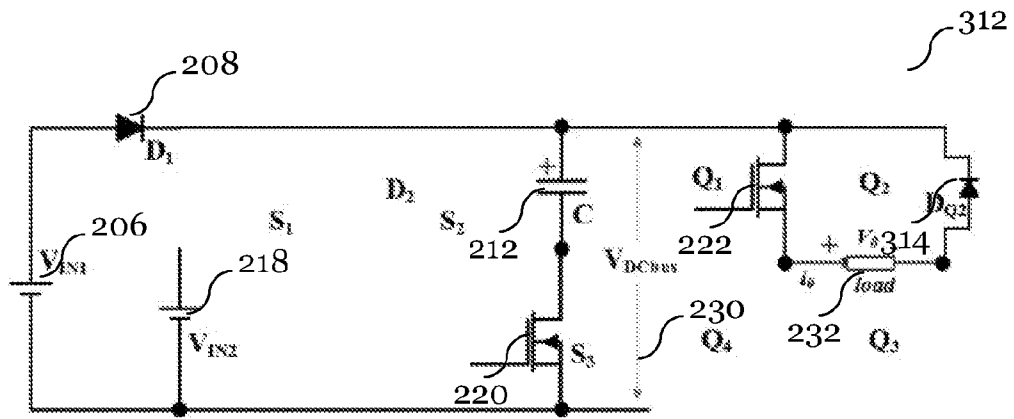 312
208
D₁
D₂
S₁
S₂
+
212
C
Q₁
222
Q₂
D_Q2
314
+
V₀
i₀
load
232
206
V_IN1
218
V_IN2
V_DCbus
230
Q₄
Q₃
220
S₃